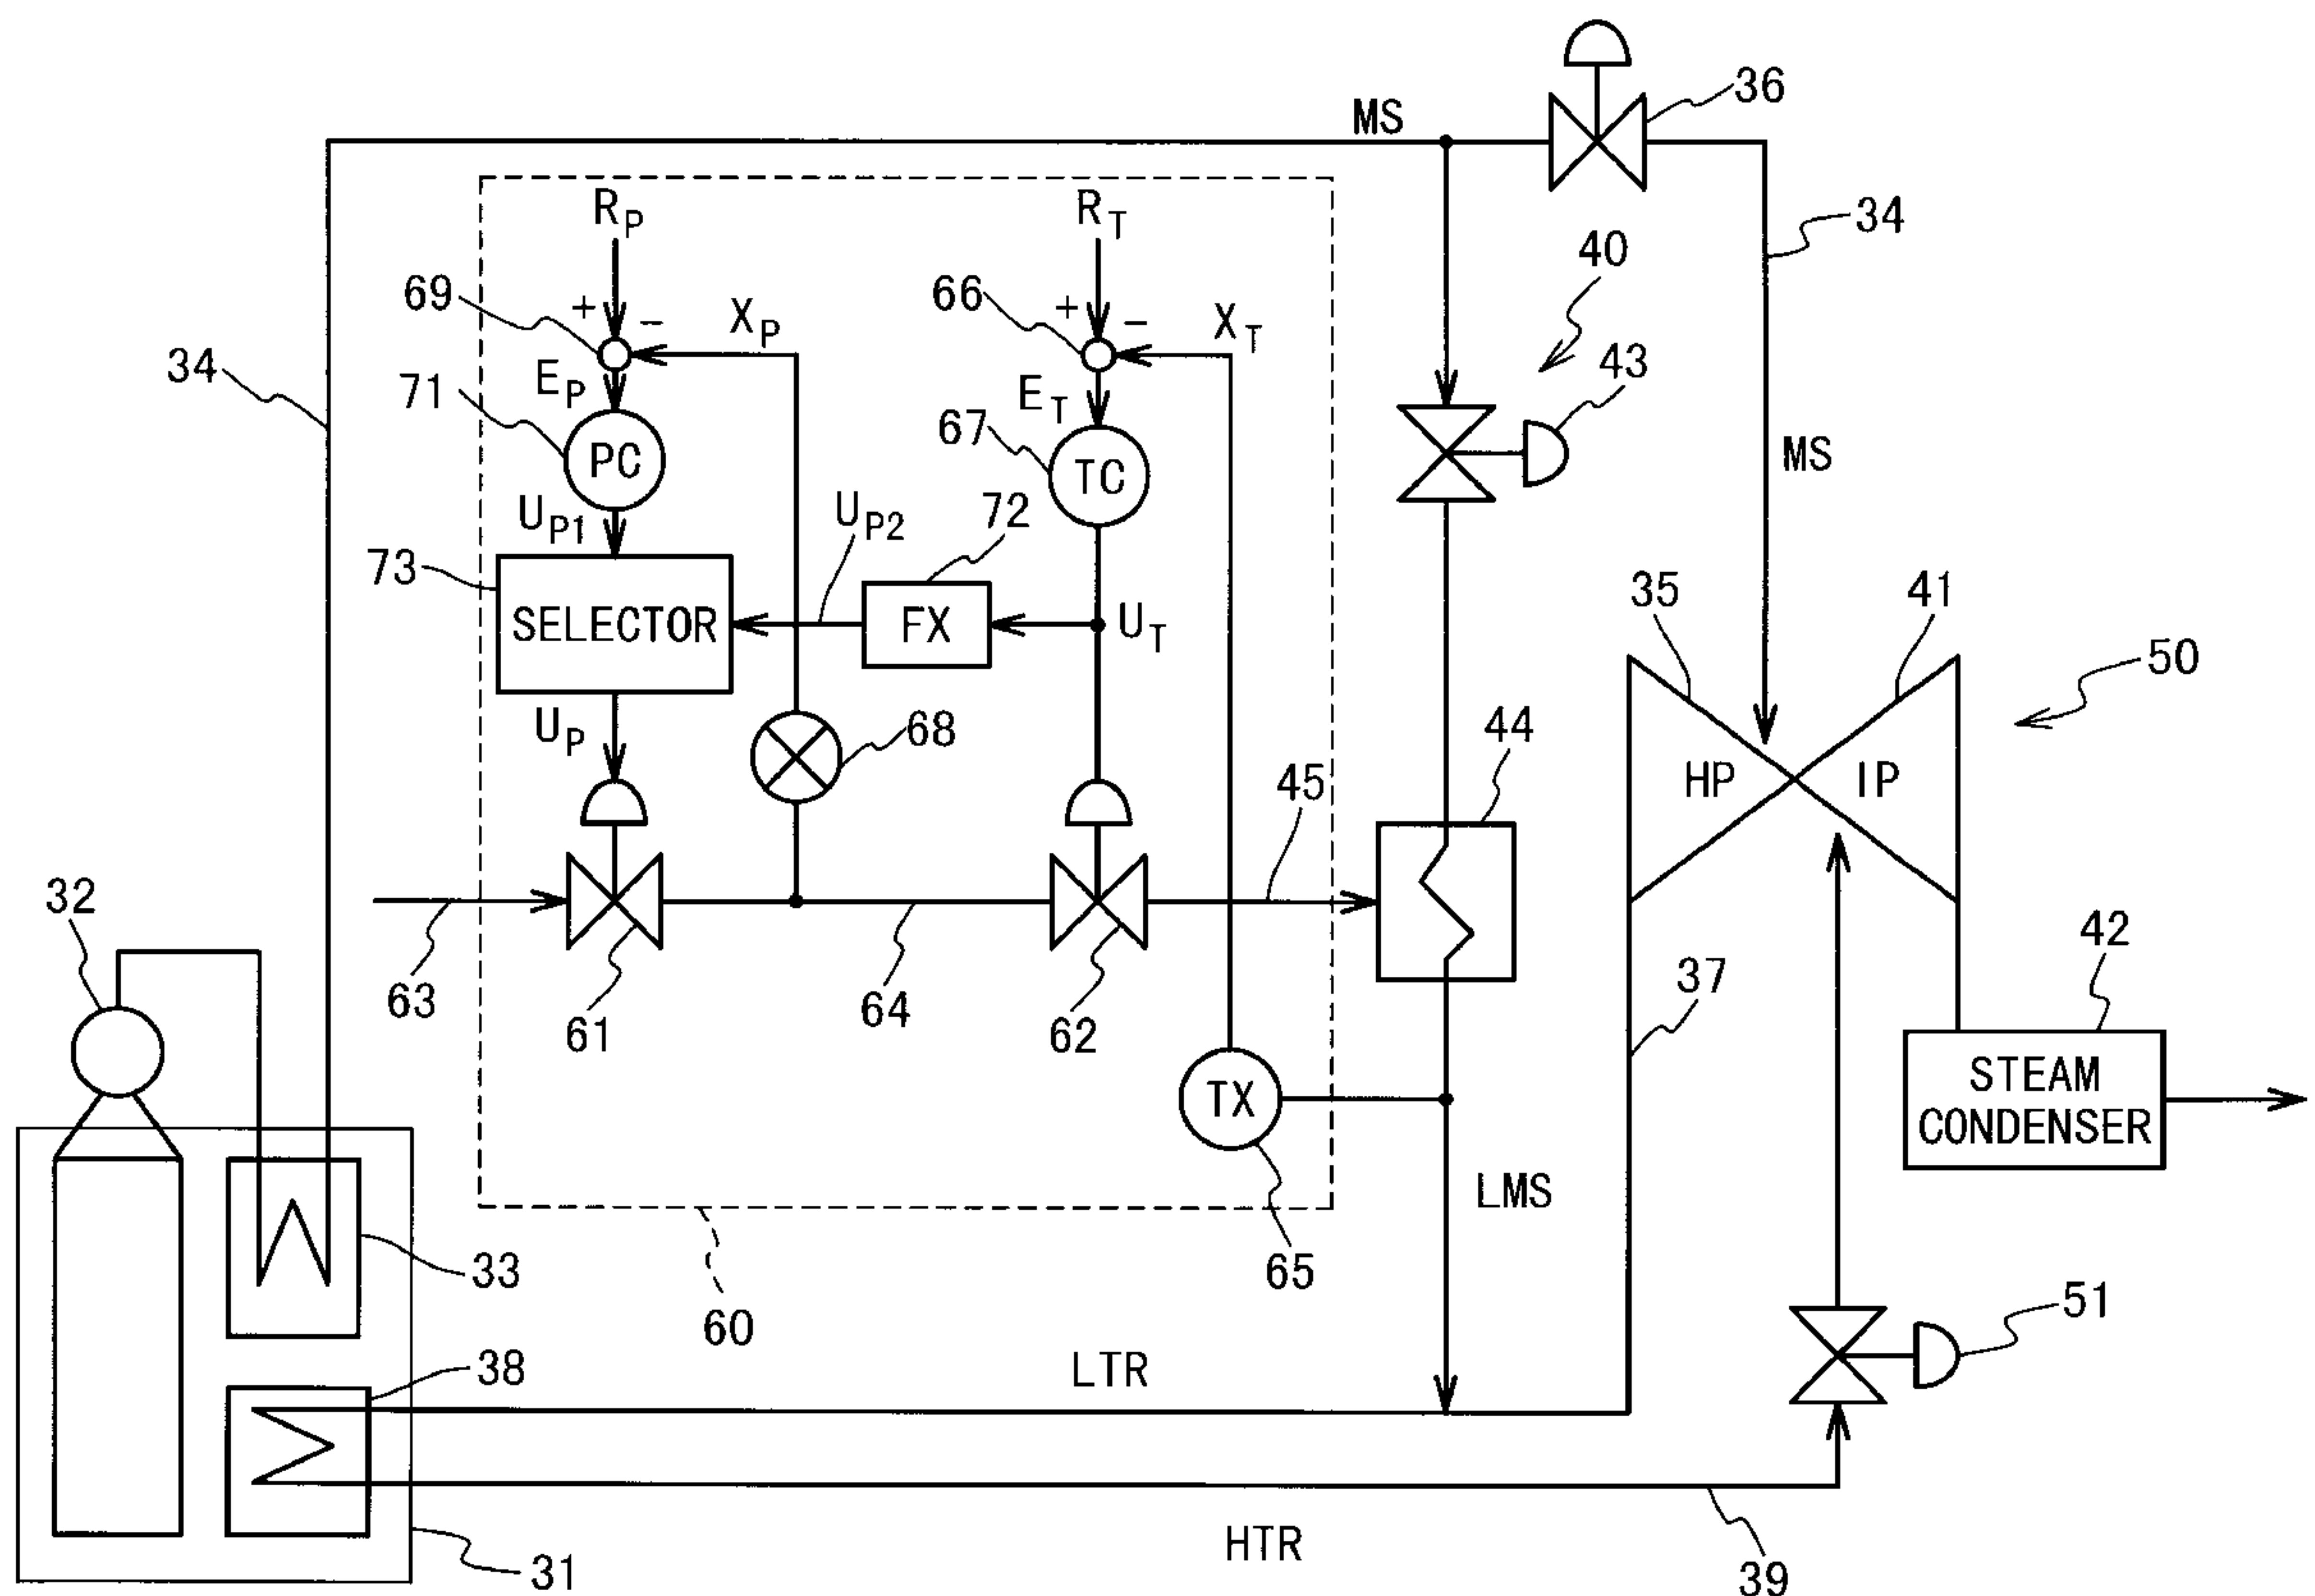 36
MS
R_P
R_T
34
40
69
+
−
X_P
66
+
−
X_T
43
34
E_P
71
E_T
67
PC
TC
MS
U_P1
U_P2
72
73
SELECTOR
FX
U_T
35
41
50
U_P
68
44
45
HP
IP
32
42
63
61
64
62
37
STEAM
CONDENSER
TX
LMS
33
65
60
51
38
LTR
HTR
31
39